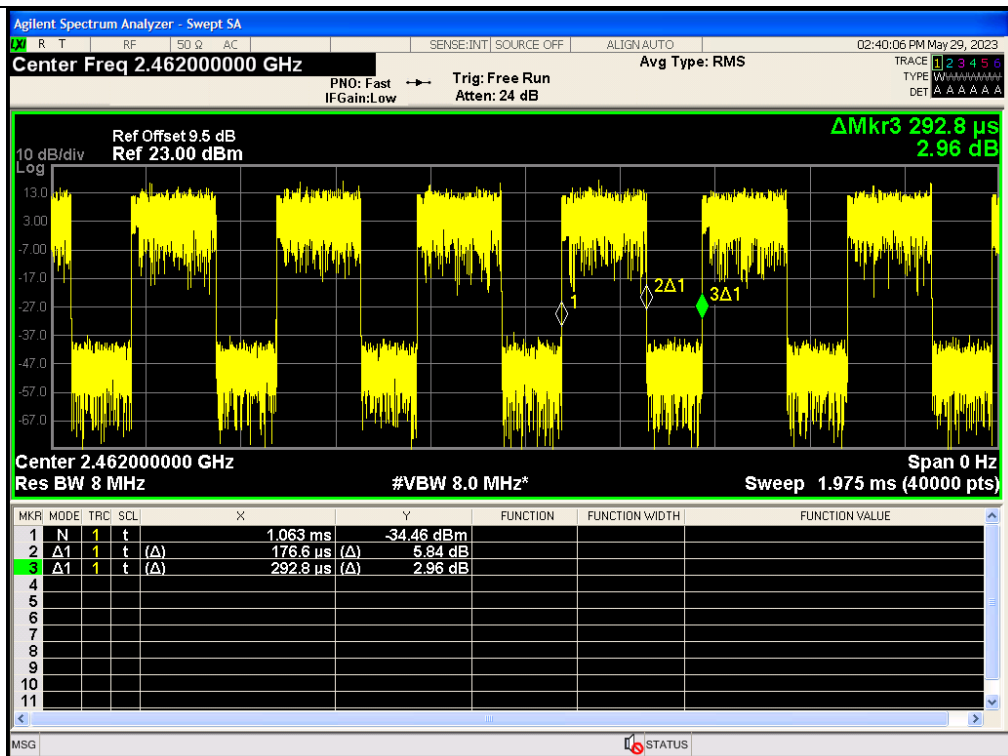 Agilent Spectrum Analyzer - Swept SA
LXI R T RF 50 Ω AC SENSE:INT SOURCE OFF ALIGN AUTO 02:40:06 PM May 29, 2023
Center Freq 2.462000000 GHz
PNO: Fast
IFGain:Low
Trig: Free Run
Atten: 24 dB
Avg Type: RMS
TRACE 1 2 3 4 5 6
TYPE W
DET A A A A A A
ΔMkr3 292.8 µs
2.96 dB
Ref Offset 9.5 dB
10 dB/div Ref 23.00 dBm
Log
13.0
3.00
-7.00
-17.0
-27.0
-37.0
-47.0
-57.0
-67.0
1
2Δ1
3Δ1
Center 2.462000000 GHz Span 0 Hz
Res BW 8 MHz #VBW 8.0 MHz* Sweep 1.975 ms (40000 pts)
MKR MODE TRC SCL X Y FUNCTION FUNCTION WIDTH FUNCTION VALUE
1 N 1 t 1.063 ms -34.46 dBm
2 Δ1 1 t (Δ) 176.6 µs (Δ) 5.84 dB
3 Δ1 1 t (Δ) 292.8 µs (Δ) 2.96 dB
4
5
6
7
8
9
10
11
MSG STATUS